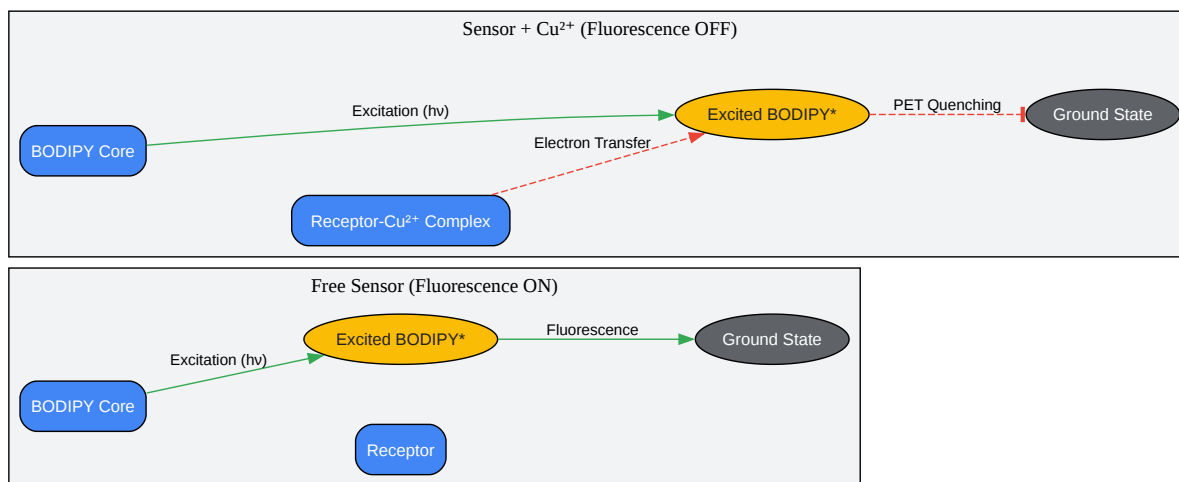 Sensor + Cu²⁺ (Fluorescence OFF)
Excitation (hν)
Excited BODIPY*
PET Quenching
Ground State
BODIPY Core
Electron Transfer
Receptor-Cu²⁺ Complex
Free Sensor (Fluorescence ON)
Excited BODIPY*
Fluorescence
Ground State
Excitation (hν)
BODIPY Core
Receptor